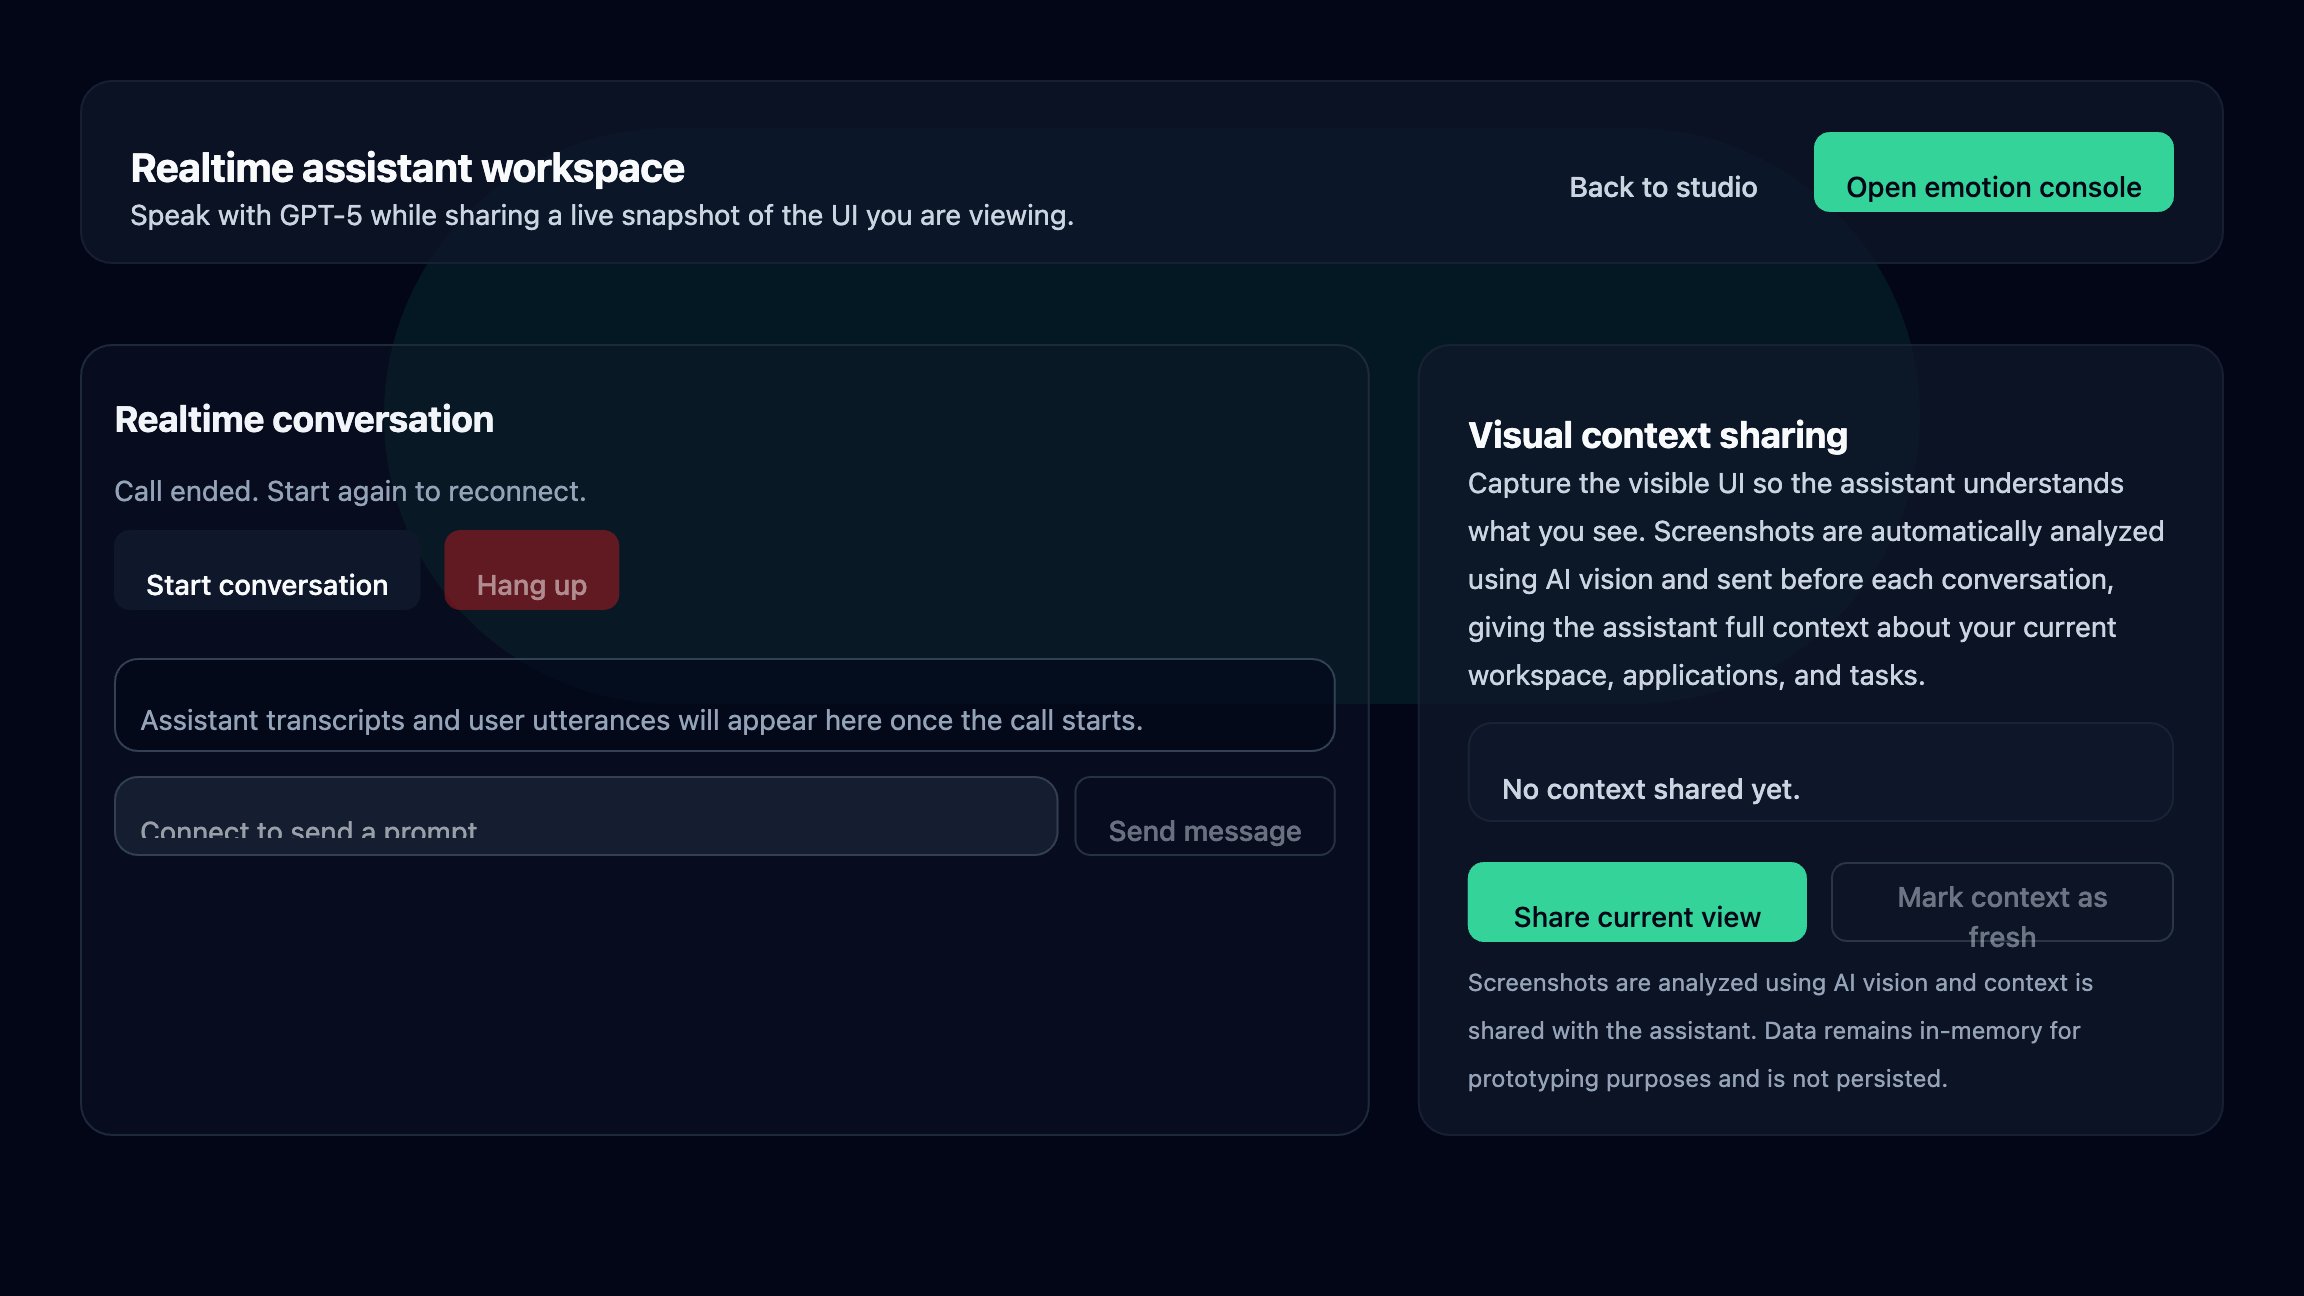 Realtime assistant workspace
Speak with GPT-5 while sharing a live snapshot of the UI you are viewing.
Back to studio
Open emotion console
Realtime conversation
Call ended. Start again to reconnect.
Start conversation
Hang up
Assistant transcripts and user utterances will appear here once the call starts.
Connect to send a prompt
Send message
Visual context sharing
Capture the visible UI so the assistant understands
what you see. Screenshots are automatically analyzed
using AI vision and sent before each conversation,
giving the assistant full context about your current
workspace, applications, and tasks.
No context shared yet.
Share current view
Mark context as
fresh
Screenshots are analyzed using AI vision and context is
shared with the assistant. Data remains in-memory for
prototyping purposes and is not persisted.